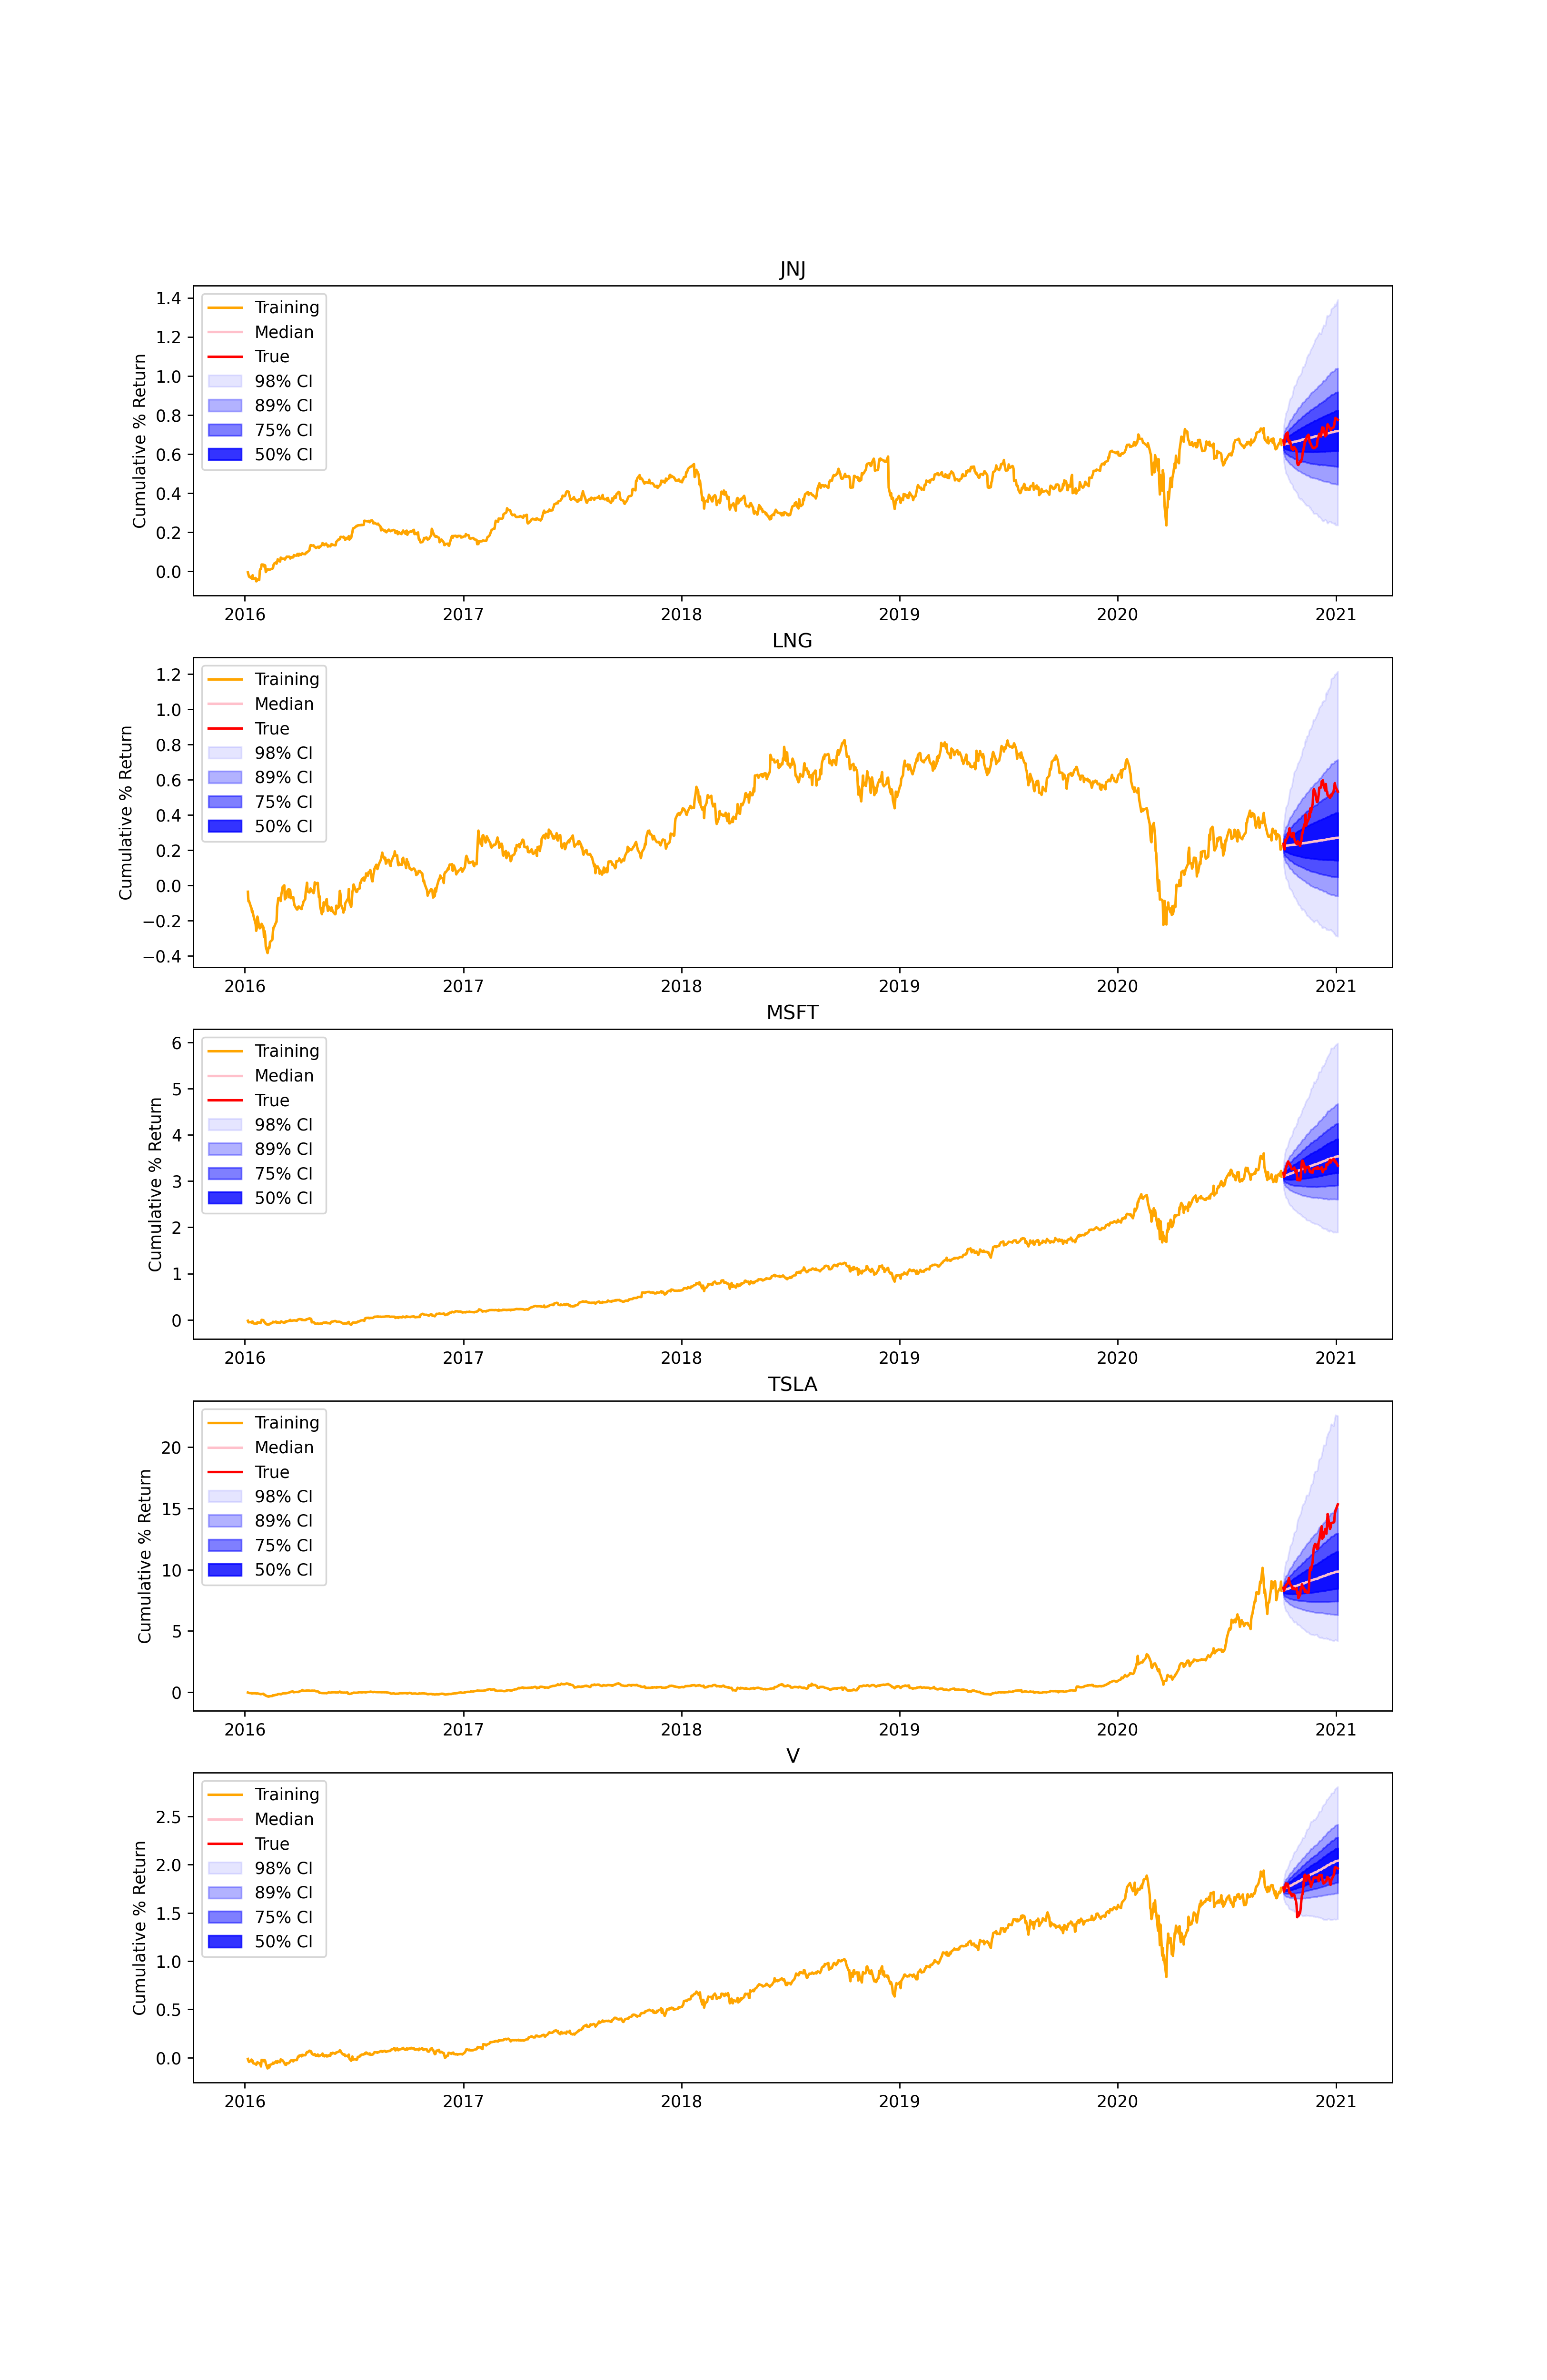 JNJ
Cumulative % Return
1.4
1.2
1.0
0.8
0.6
0.4
0.2
0.0
Training
Median
True
98% CI
89% CI
75% CI
50% CI
2016 2017 2018 2019 2020 2021
LNG
Cumulative % Return
1.2
1.0
0.8
0.6
0.4
0.2
0.0
−0.2
−0.4
Training
Median
True
98% CI
89% CI
75% CI
50% CI
2016 2017 2018 2019 2020 2021
MSFT
Cumulative % Return
6
5
4
3
2
1
0
Training
Median
True
98% CI
89% CI
75% CI
50% CI
2016 2017 2018 2019 2020 2021
TSLA
Cumulative % Return
20
15
10
5
0
Training
Median
True
98% CI
89% CI
75% CI
50% CI
2016 2017 2018 2019 2020 2021
V
Cumulative % Return
2.5
2.0
1.5
1.0
0.5
0.0
Training
Median
True
98% CI
89% CI
75% CI
50% CI
2016 2017 2018 2019 2020 2021